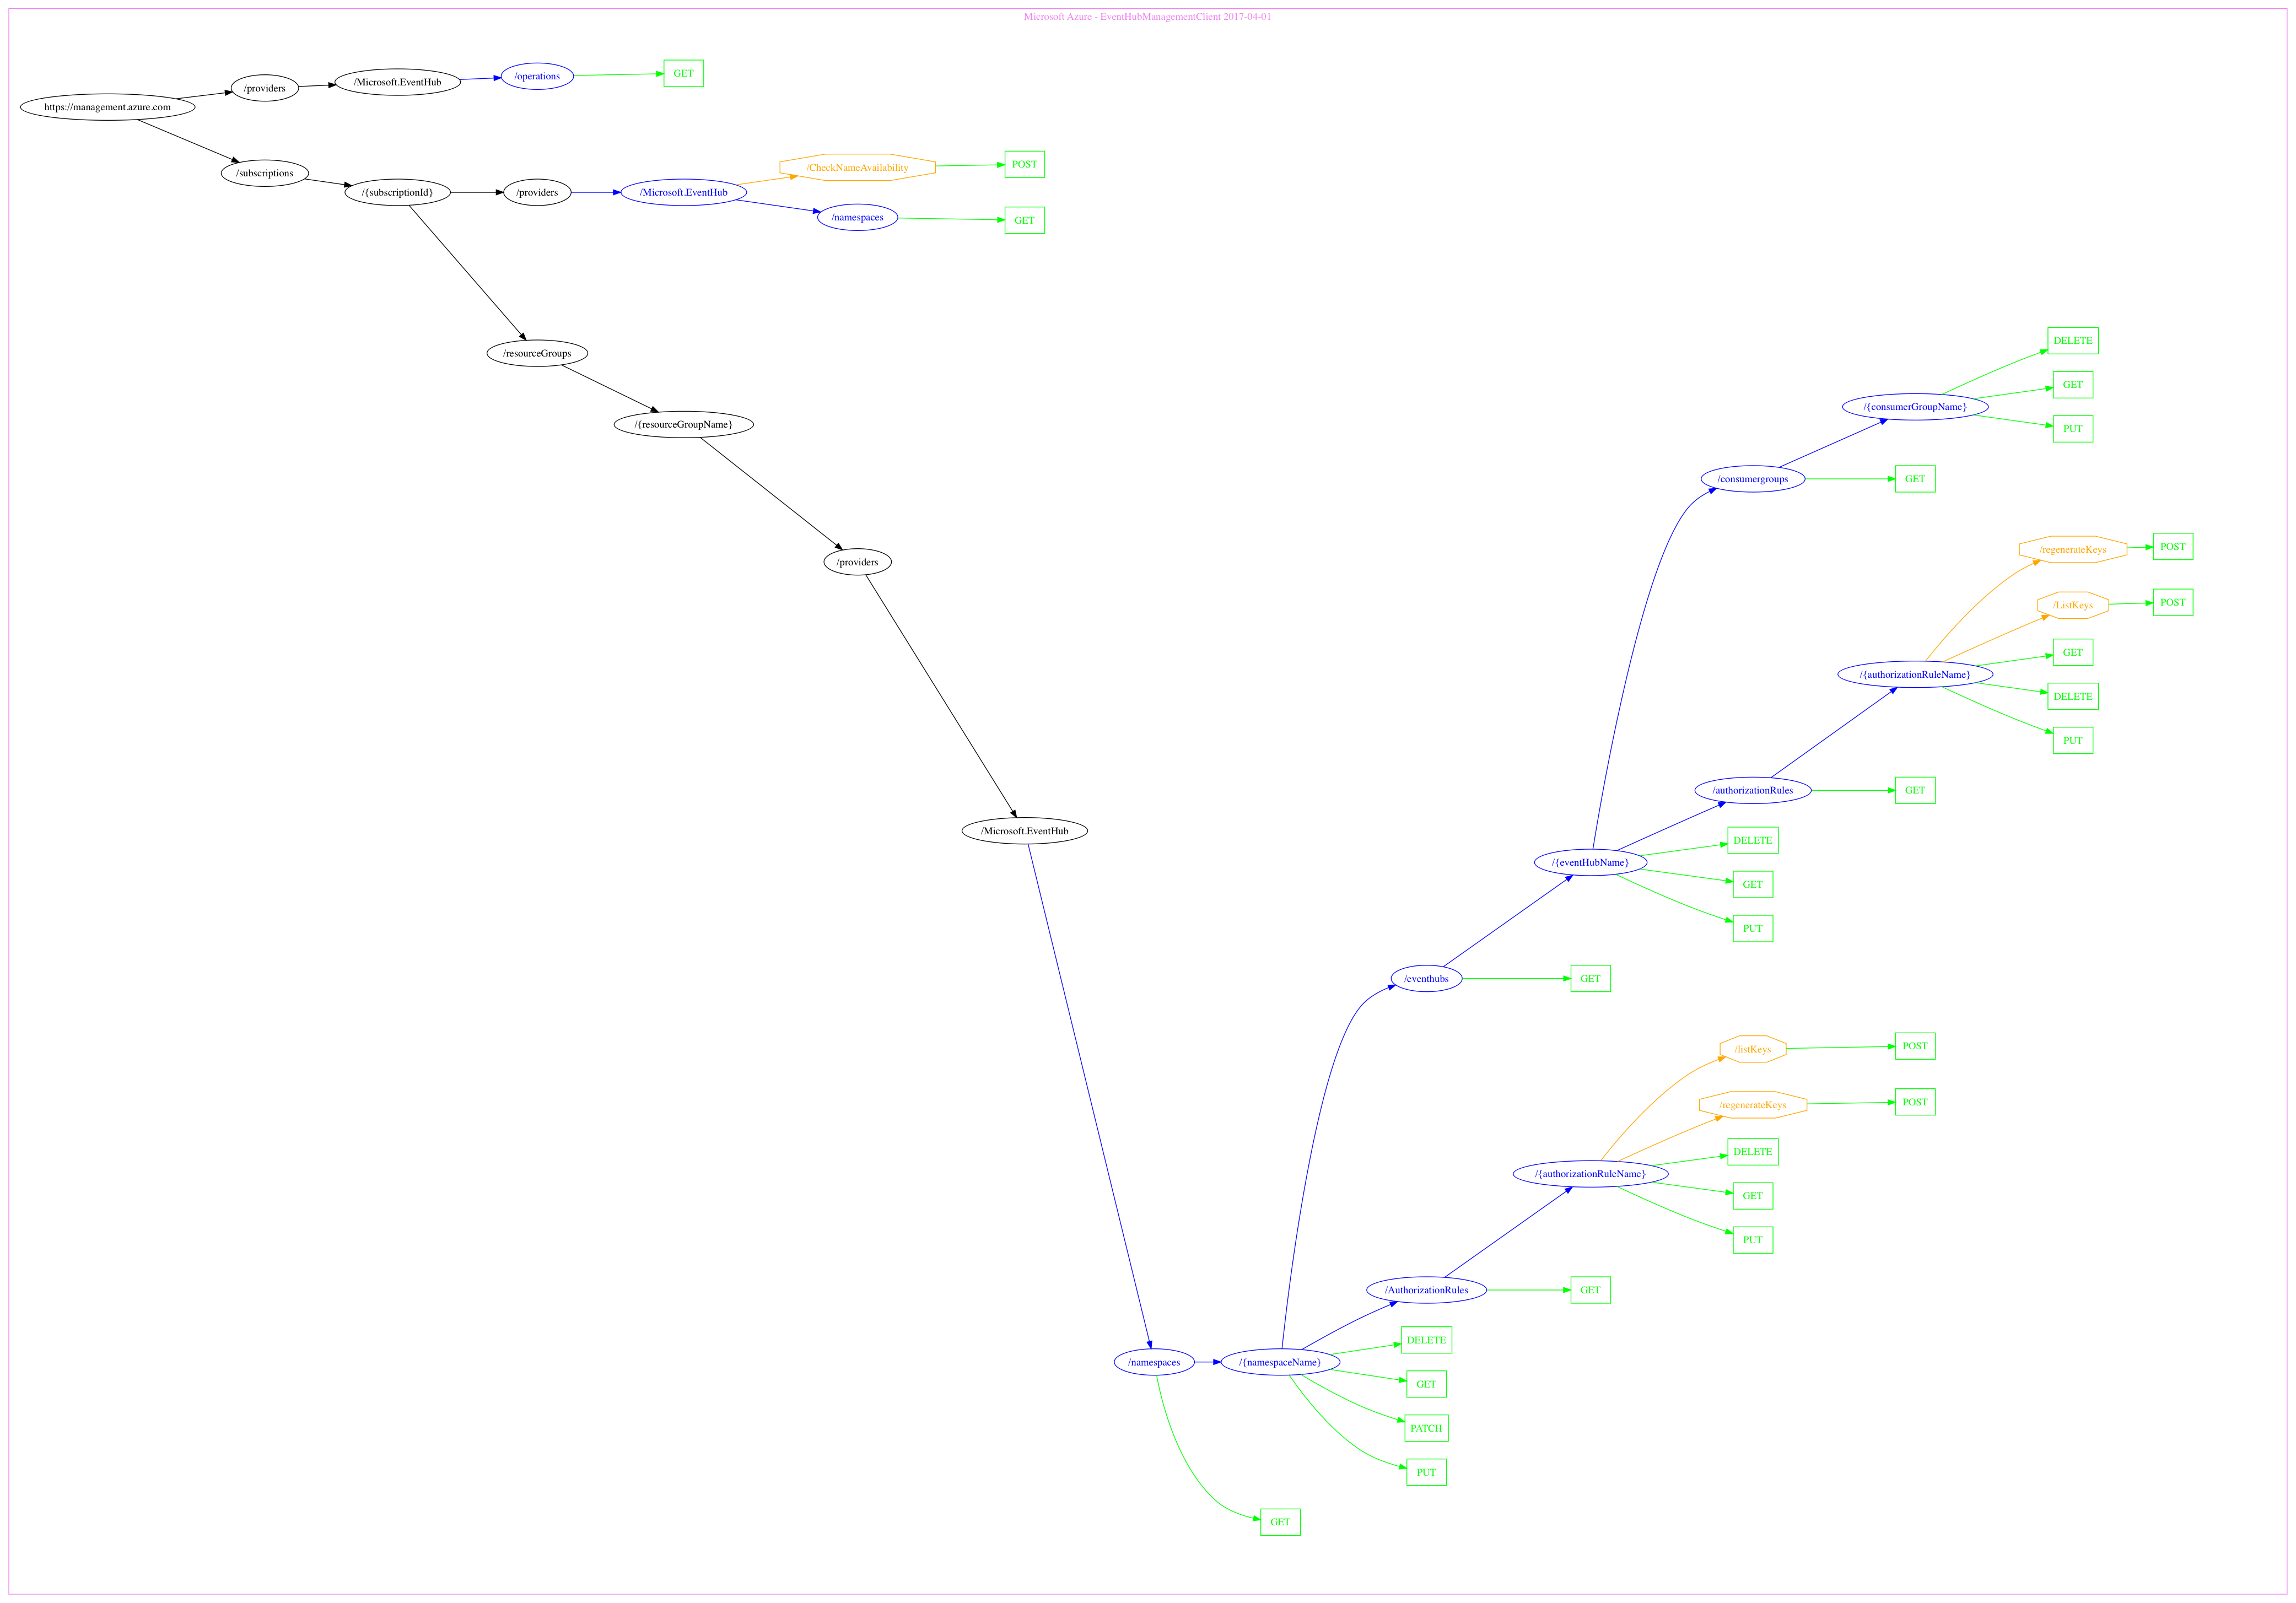 Microsoft Azure - EventHubManagementClient 2017-04-01
https://management.azure.com
/providers
/Microsoft.EventHub
/operations
GET
/subscriptions
/{subscriptionId}
/providers
/Microsoft.EventHub
/CheckNameAvailability
POST
/namespaces
GET
/resourceGroups
/{resourceGroupName}
/providers
/Microsoft.EventHub
/namespaces
/{namespaceName}
/eventhubs
/{eventHubName}
/consumergroups
/{consumerGroupName}
DELETE
GET
PUT
GET
/authorizationRules
/{authorizationRuleName}
/regenerateKeys
POST
/ListKeys
POST
GET
DELETE
PUT
GET
DELETE
GET
PUT
GET
/AuthorizationRules
/{authorizationRuleName}
/listKeys
POST
/regenerateKeys
POST
DELETE
GET
PUT
GET
DELETE
GET
PATCH
PUT
GET